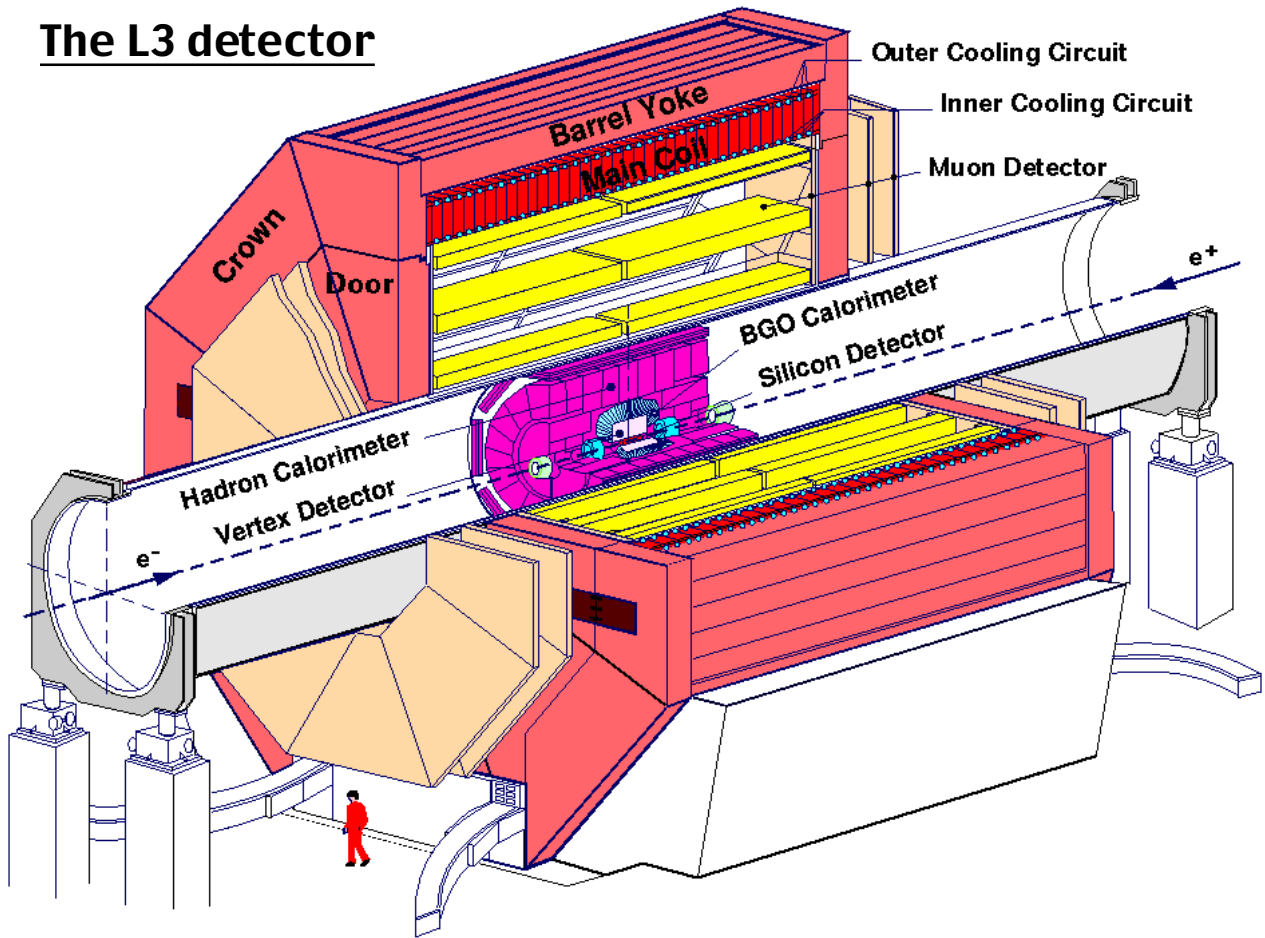 The L3 detector
Outer Cooling Circuit
Inner Cooling Circuit
Barrel Yoke
Main Coil
Muon Detector
Crown
Door
e+
BGO Calorimeter
Silicon Detector
Hadron Calorimeter
Vertex Detector
e-